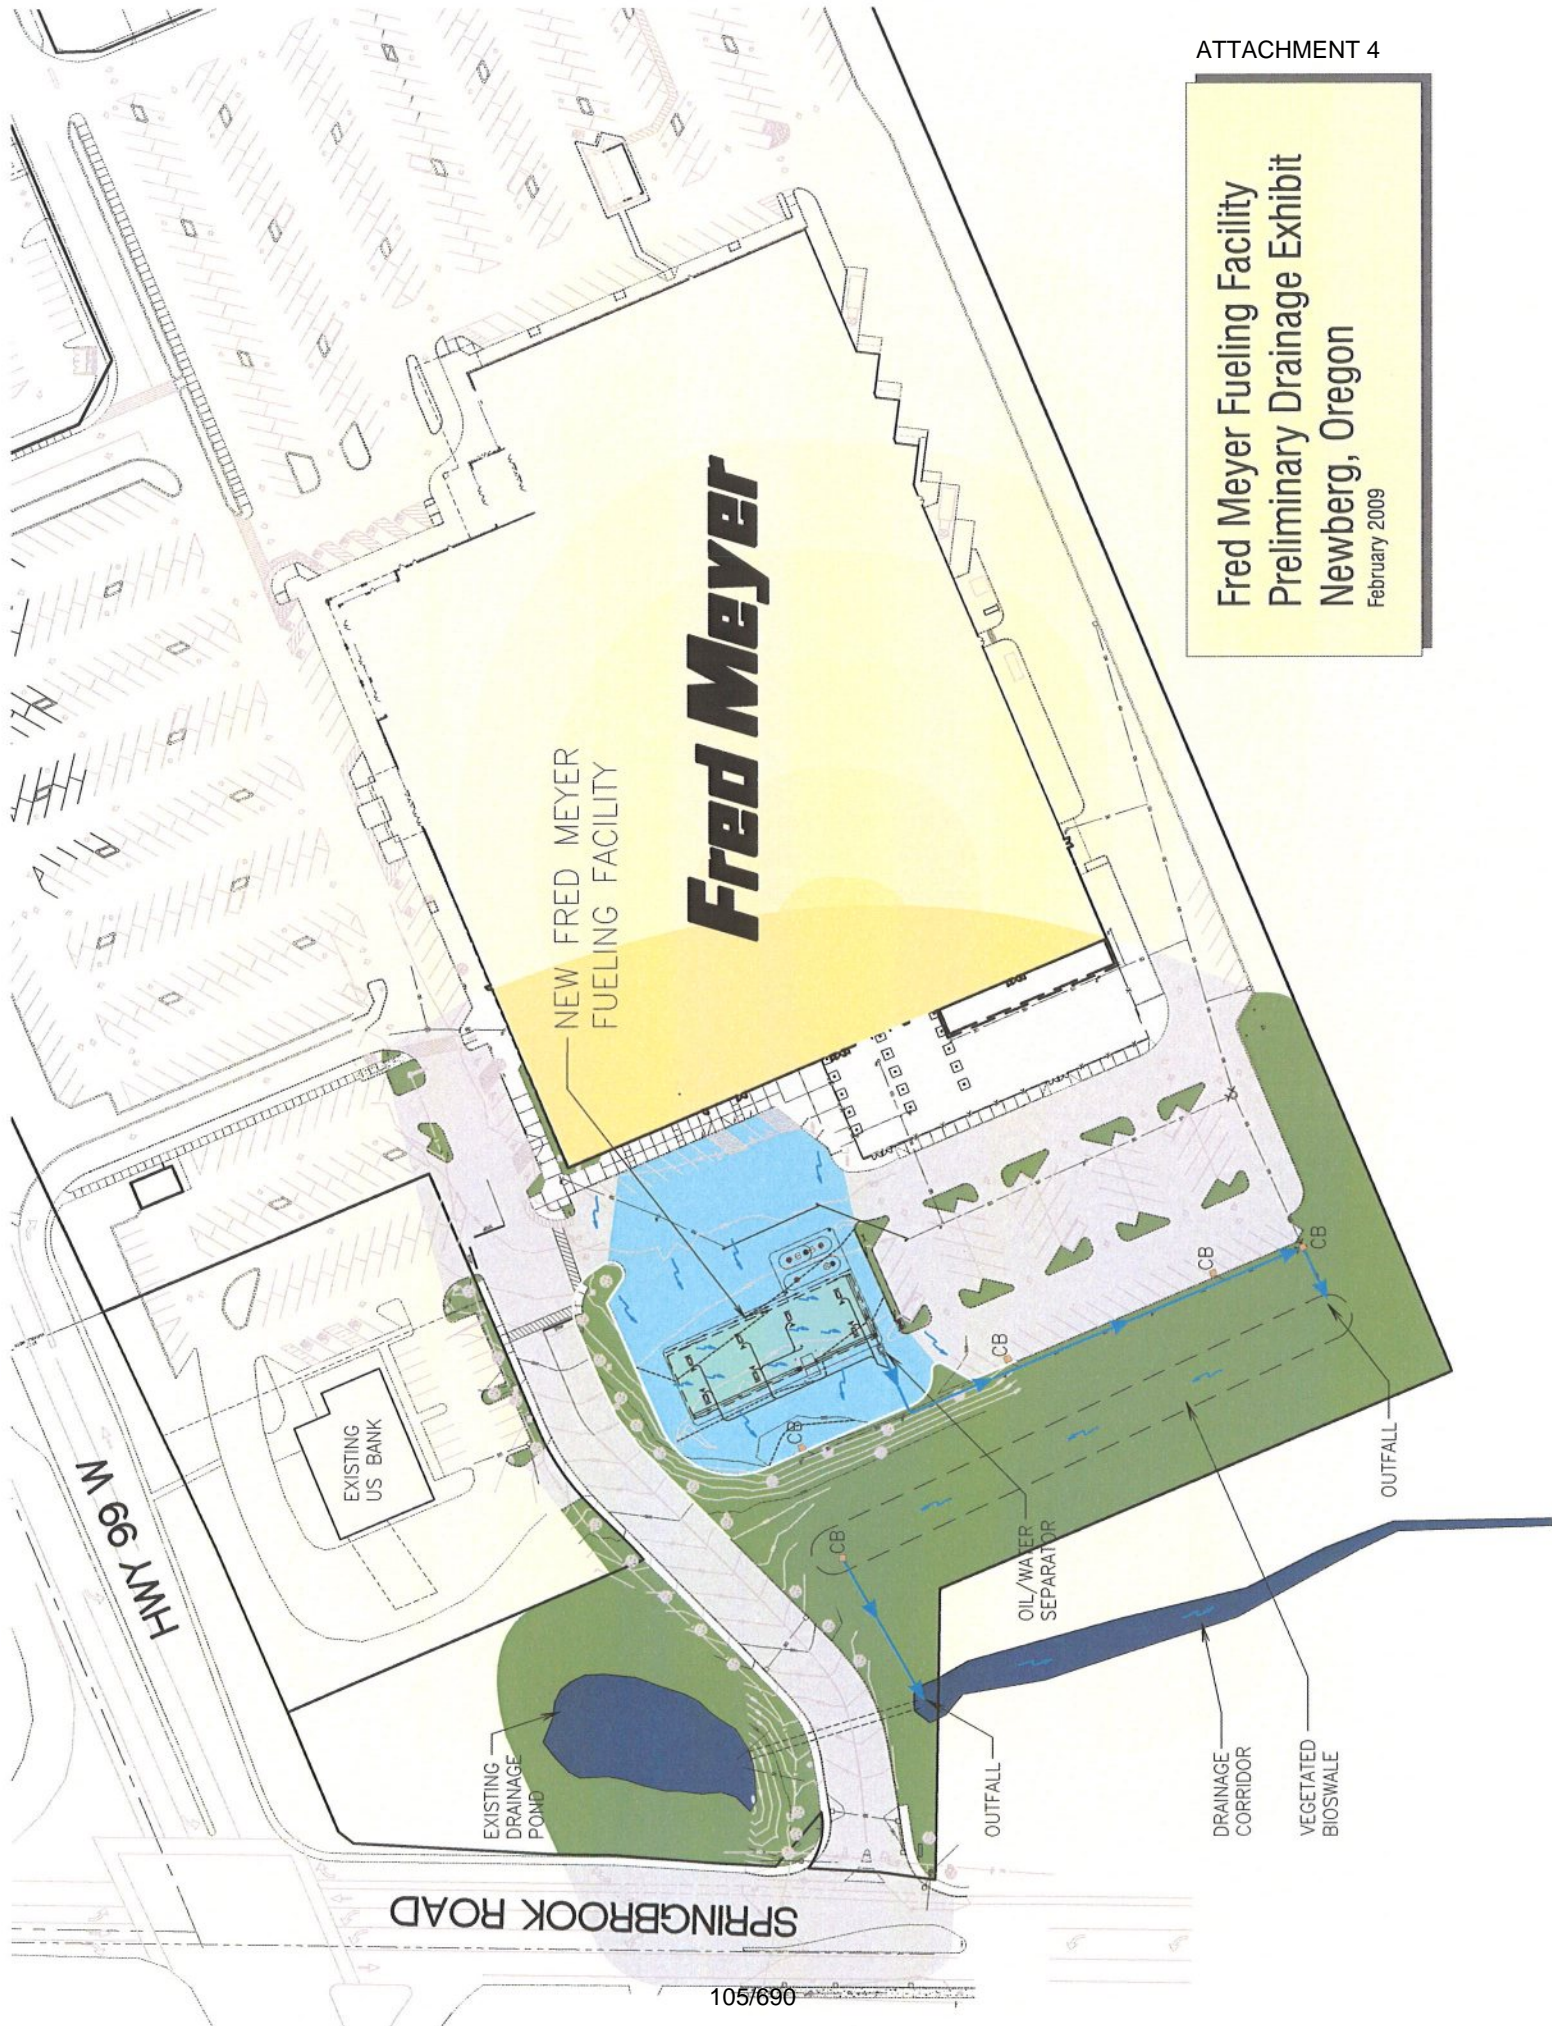 ATTACHMENT 4
Fred Meyer Fueling Facility
Preliminary Drainage Exhibit
Newberg, Oregon
February 2009
HWY 99 W
SPRINGBROOK ROAD
EXISTING
US BANK
NEW FRED MEYER
FUELING FACILITY
Fred Meyer
EXISTING
DRAINAGE
POND
CB
CB
CB
CB
CB
OIL/WATER
SEPARATOR
OUTFALL
OUTFALL
DRAINAGE
CORRIDOR
VEGETATED
BIOSWALE
105/690